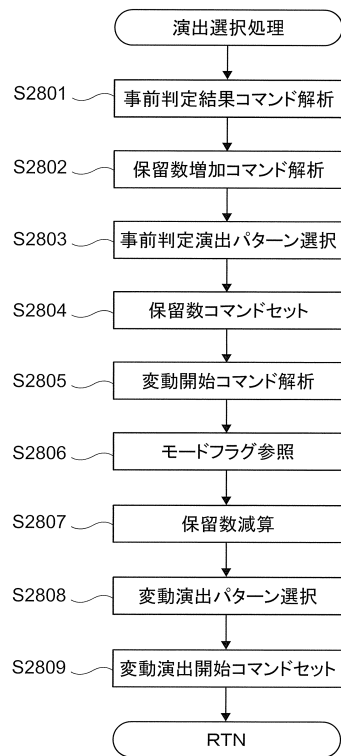 演出選択処理
S2801 事前判定結果コマンド解析
S2802 保留数増加コマンド解析
S2803 事前判定演出パターン選択
S2804 保留数コマンドセット
S2805 変動開始コマンド解析
S2806 モードフラグ参照
S2807 保留数減算
S2808 変動演出パターン選択
S2809 変動演出開始コマンドセット
RTN